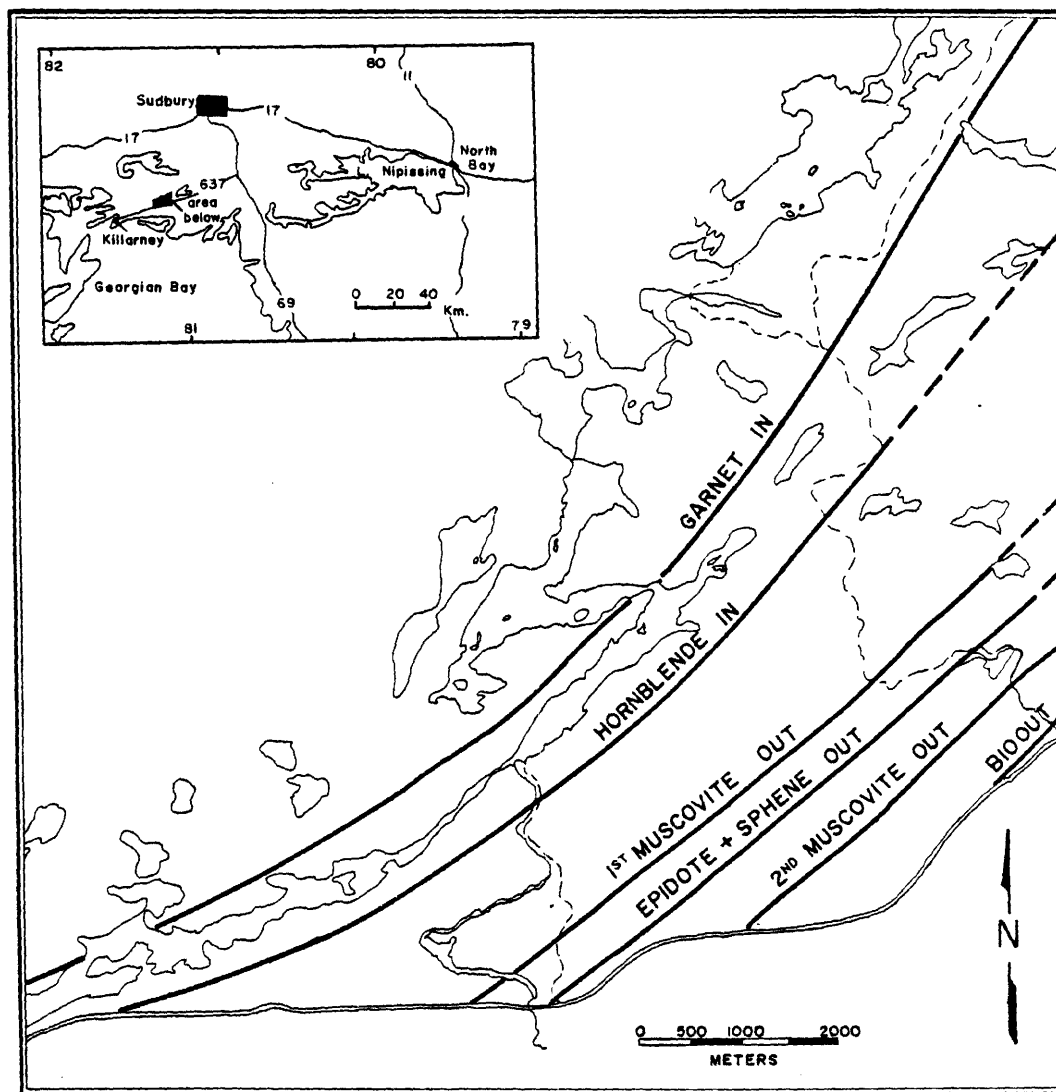 82
80
11
Sudbury
17
17
North
Bay
Nipissing
637
area
below
Killarney
Georgian Bay
69
0 20 40
Km.
81
79
GARNET IN
HORNBLENDE IN
1ST MUSCOVITE OUT
EPIDOTE + SPHENE OUT
2ND MUSCOVITE OUT
BIO OUT
N
0 500 1000 2000
METERS